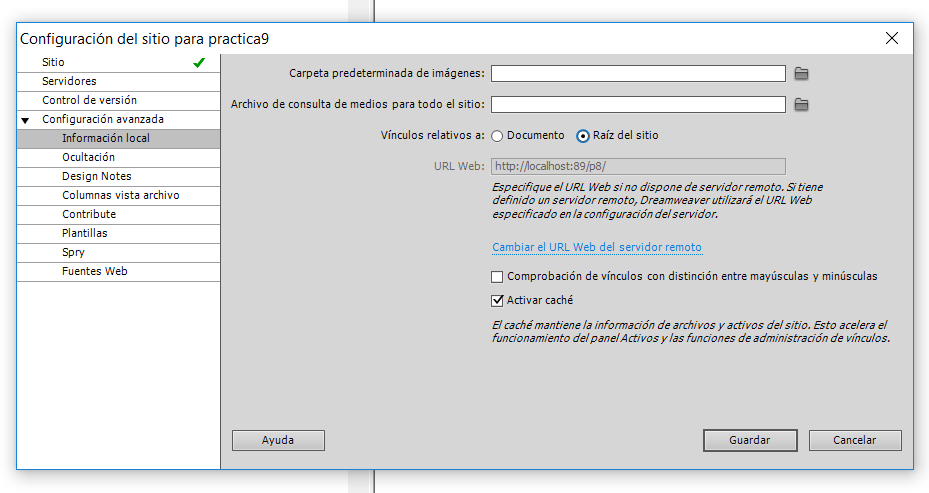 Configuración del sitio para practica9
Sitio
Servidores
Control de versión
Configuración avanzada
Información local
Ocultación
Design Notes
Columnas vista archivo
Contribute
Plantillas
Spry
Fuentes Web
Carpeta predeterminada de imágenes:
Archivo de consulta de medios para todo el sitio:
Vínculos relativos a: Documento Raíz del sitio
URL Web: http://localhost:89/p8/
Especifique el URL Web si no dispone de servidor remoto. Si tiene
definido un servidor remoto, Dreamweaver utilizará el URL Web
especificado en la configuración del servidor.
Cambiar el URL Web del servidor remoto
Comprobación de vínculos con distinción entre mayúsculas y minúsculas
Activar caché
El caché mantiene la información de archivos y activos del sitio. Esto acelera el
funcionamiento del panel Activos y las funciones de administración de vínculos.
Ayuda Guardar Cancelar